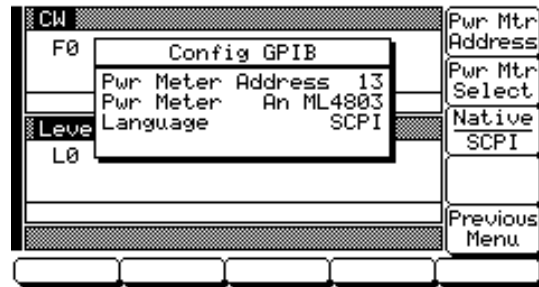 CW
F0
Config GPIB
Pwr Meter Address 13
Pwr Meter An ML4803
Language SCPI
Leve
L0
Pwr Mtr
Address
Pwr Mtr
Select
Native
SCPI
Previous
Menu